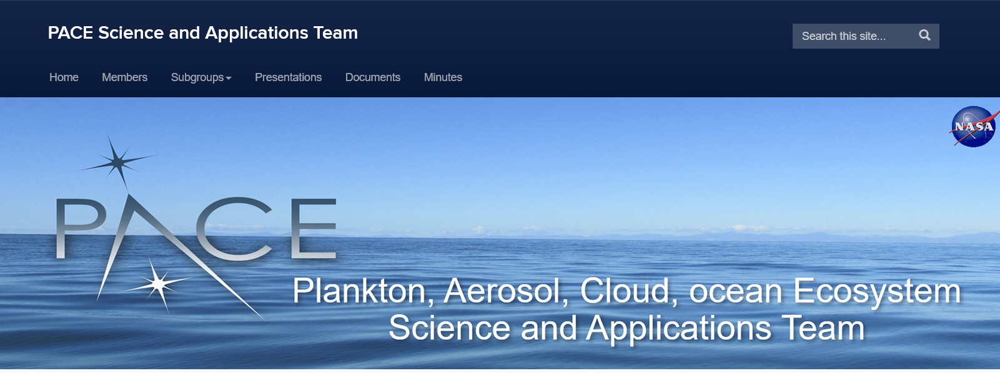 PACE Science and Applications Team
Search this site...
Home Members Subgroups Presentations Documents Minutes
NASA
PACE
Plankton, Aerosol, Cloud, ocean Ecosystem
Science and Applications Team